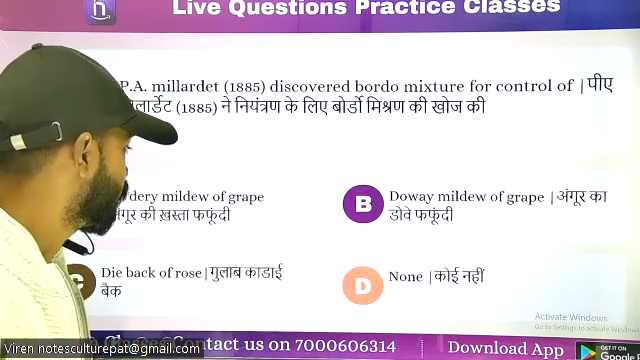 Live Questions Practice Classes
P.A. millardet (1885) discovered bordo mixture for control of | पीए
(1885) ने नियंत्रण के लिए बोर्डो मिश्रण की खोज की
mildew of grape
की ख़स्ता फफूंदी
B
Doway mildew of grape | अंगूर का
डोवे फफूंदी
Die back of rose|गुलाब काडाई
बैक
D
None |कोई नहीं
Activate Windows
Go to Settings to activate Windows.
Contact us on 7000606314
Download App
GET IT ON
Viren notesculturepat@gmail.com